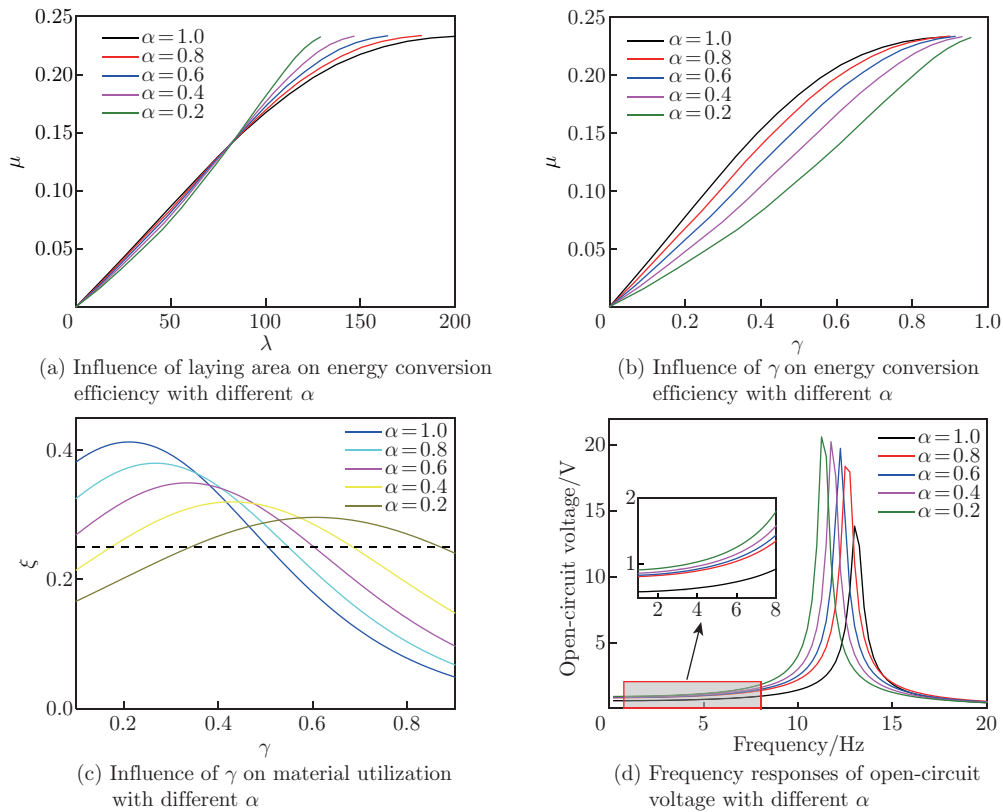 0.25
0.20
0.15
0.10
0.05
μ
α=1.0
α=0.8
α=0.6
α=0.4
α=0.2
0 50 100 150 200
λ
(a) Influence of laying area on energy conversion
efficiency with different α
0.25
0.20
0.15
0.10
0.05
μ
α=1.0
α=0.8
α=0.6
α=0.4
α=0.2
0 0.2 0.4 0.6 0.8 1.0
γ
(b) Influence of γ on energy conversion
efficiency with different α
0.4
0.2
0.0
ξ
α=1.0
α=0.8
α=0.6
α=0.4
α=0.2
0.2 0.4 0.6 0.8
γ
(c) Influence of γ on material utilization
with different α
20
15
10
5
Open-circuit voltage/V
α=1.0
α=0.8
α=0.6
α=0.4
α=0.2
2
1
2 4 6 8
0 5 10 15 20
Frequency/Hz
(d) Frequency responses of open-circuit
voltage with different α